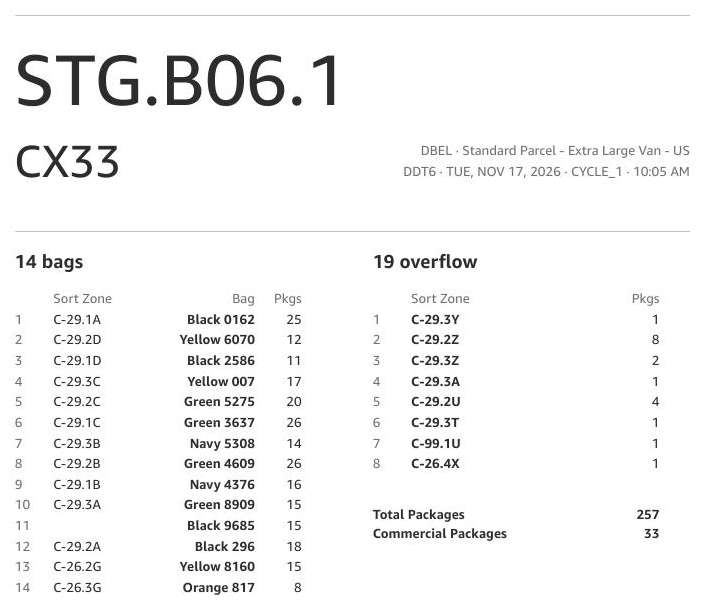 STG.B06.1
CX33
DBEL · Standard Parcel - Extra Large Van - US
DDT6 · TUE, NOV 17, 2026 · CYCLE_1 · 10:05 AM
14 bags
Sort Zone Bag Pkgs
1 C-29.1A Black 0162 25
2 C-29.2D Yellow 6070 12
3 C-29.1D Black 2586 11
4 C-29.3C Yellow 007 17
5 C-29.2C Green 5275 20
6 C-29.1C Green 3637 26
7 C-29.3B Navy 5308 14
8 C-29.2B Green 4609 26
9 C-29.1B Navy 4376 16
10 C-29.3A Green 8909 15
11 Black 9685 15
12 C-29.2A Black 296 18
13 C-26.2G Yellow 8160 15
14 C-26.3G Orange 817 8
19 overflow
Sort Zone Pkgs
1 C-29.3Y 1
2 C-29.2Z 8
3 C-29.3Z 2
4 C-29.3A 1
5 C-29.2U 4
6 C-29.3T 1
7 C-99.1U 1
8 C-26.4X 1
Total Packages 257
Commercial Packages 33